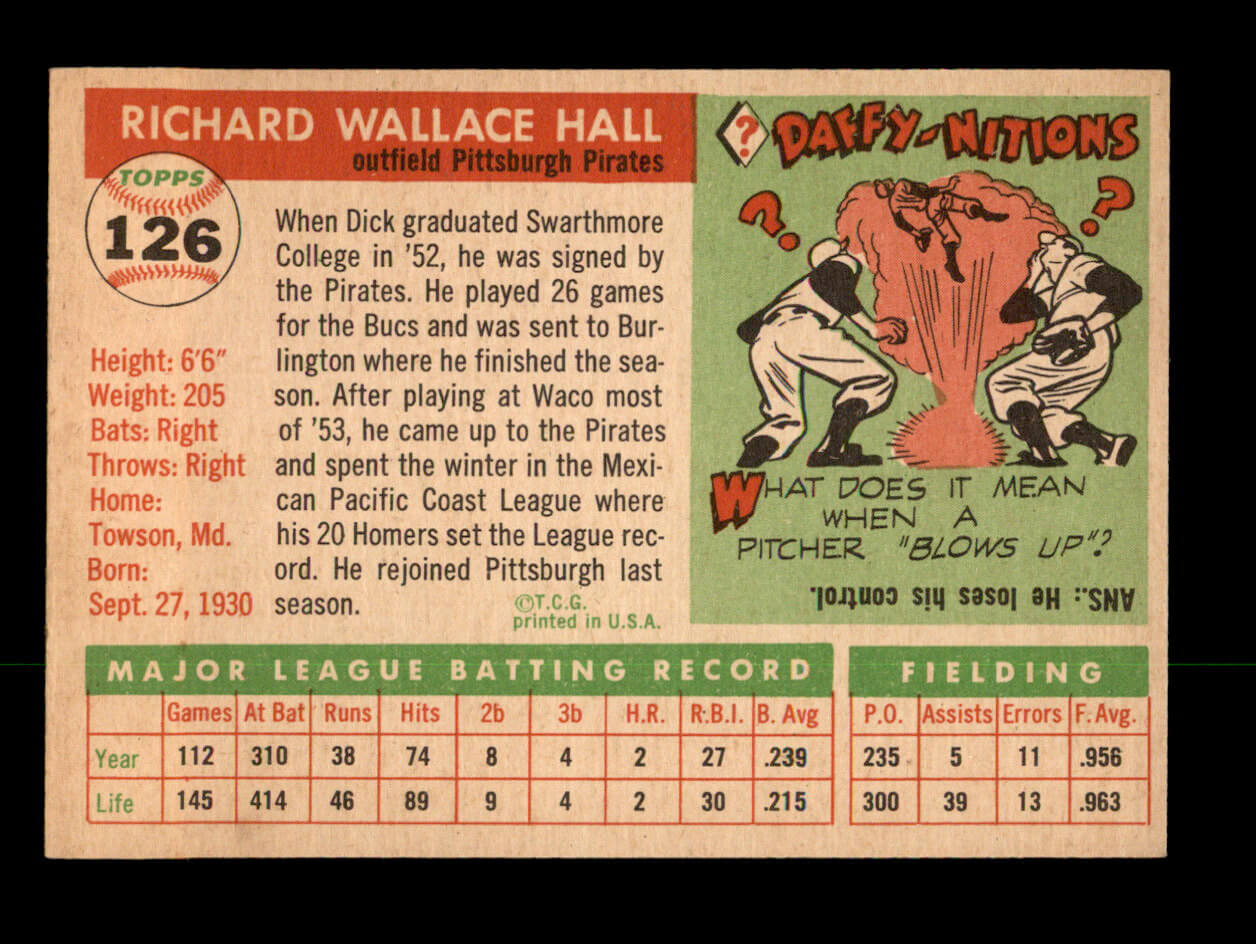 RICHARD WALLACE HALL
outfield Pittsburgh Pirates
TOPPS
126
Height: 6'6"
Weight: 205
Bats: Right
Throws: Right
Home:
Towson, Md.
Born:
Sept. 27, 1930
When Dick graduated Swarthmore
College in '52, he was signed by
the Pirates. He played 26 games
for the Bucs and was sent to Bur-
lington where he finished the sea-
son. After playing at Waco most
of '53, he came up to the Pirates
and spent the winter in the Mexi-
can Pacific Coast League where
his 20 Homers set the League rec-
ord. He rejoined Pittsburgh last
season.
©T.C.G.
printed in U.S.A.
? DAFFY-NITIONS
? ?
WHAT DOES IT MEAN
WHEN A
PITCHER "BLOWS UP"?
ANS.: He loses his control.
MAJOR LEAGUE BATTING RECORD
Games At Bat Runs Hits 2b 3b H.R. R.B.I. B. Avg
Year 112 310 38 74 8 4 2 27 .239
Life 145 414 46 89 9 4 2 30 .215
FIELDING
P.O. Assists Errors F. Avg.
235 5 11 .956
300 39 13 .963